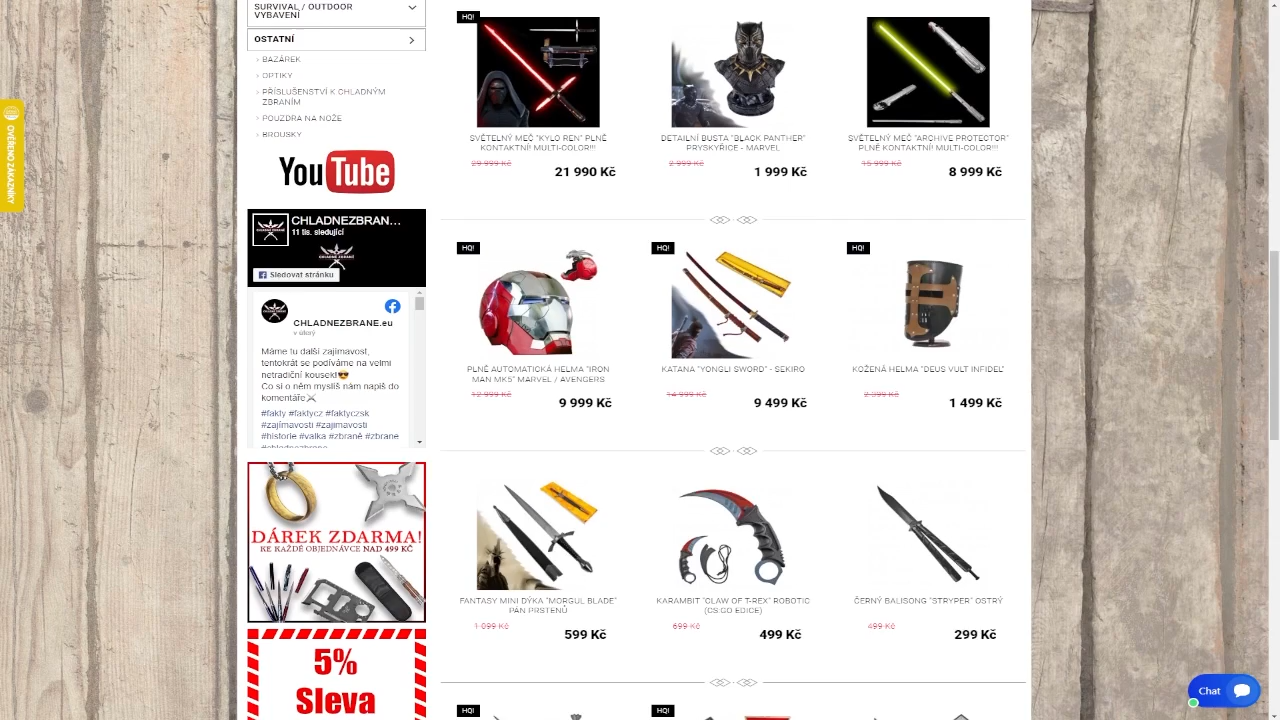 SURVIVAL / OUTDOOR
VYBAVENÍ
OSTATNÍ
BAZÁREK
OPTIKY
PŘÍSLUŠENSTVÍ K CHLADNÝM
ZBRANÍM
POUZDRA NA NOŽE
BROUSKY
OVĚŘENO ZÁKAZNÍKY
YouTube
CHLADNEZBRAN...
11 tis. sledující
CHLADNÉ ZBRANĚ
Sledovat stránku
CHLADNEZBRANE.eu
v úterý
Máme tu další zajímavost,
tentokrát se podíváme na velmi
netradiční kousek!😎
Co si o něm myslíš nám napiš do
komentáře⚔
#fakty #faktycz #faktyczsk
#zajímavosti #zajimavosti
#historie #valka #zbraně #zbrane
#chladnezbrane
DÁREK ZDARMA!
KE KAŽDÉ OBJEDNÁVCE NAD 499 KČ
5%
Sleva
HQ!
SVĚTELNÝ MEČ "KYLO REN" PLNĚ
KONTAKTNÍ! MULTI-COLOR!!!
29 999 Kč
21 990 Kč
DETAILNÍ BUSTA "BLACK PANTHER"
PRYSKYŘICE - MARVEL
2 999 Kč
1 999 Kč
SVĚTELNÝ MEČ "ARCHIVE PROTECTOR"
PLNĚ KONTAKTNÍ! MULTI-COLOR!!!
15 999 Kč
8 999 Kč
HQ!
PLNĚ AUTOMATICKÁ HELMA "IRON
MAN MK5" MARVEL / AVENGERS
12 999 Kč
9 999 Kč
HQ!
KATANA "YONGLI SWORD" - SEKIRO
14 999 Kč
9 499 Kč
HQ!
KOŽENÁ HELMA "DEUS VULT INFIDEL"
2 399 Kč
1 499 Kč
FANTASY MINI DÝKA "MORGUL BLADE"
PÁN PRSTENŮ
1 099 Kč
599 Kč
KARAMBIT "CLAW OF T-REX" ROBOTIC
(CS:GO EDICE)
699 Kč
499 Kč
ČERNÝ BALISONG "STRYPER" OSTRÝ
499 Kč
299 Kč
HQ!
HQ!
Chat